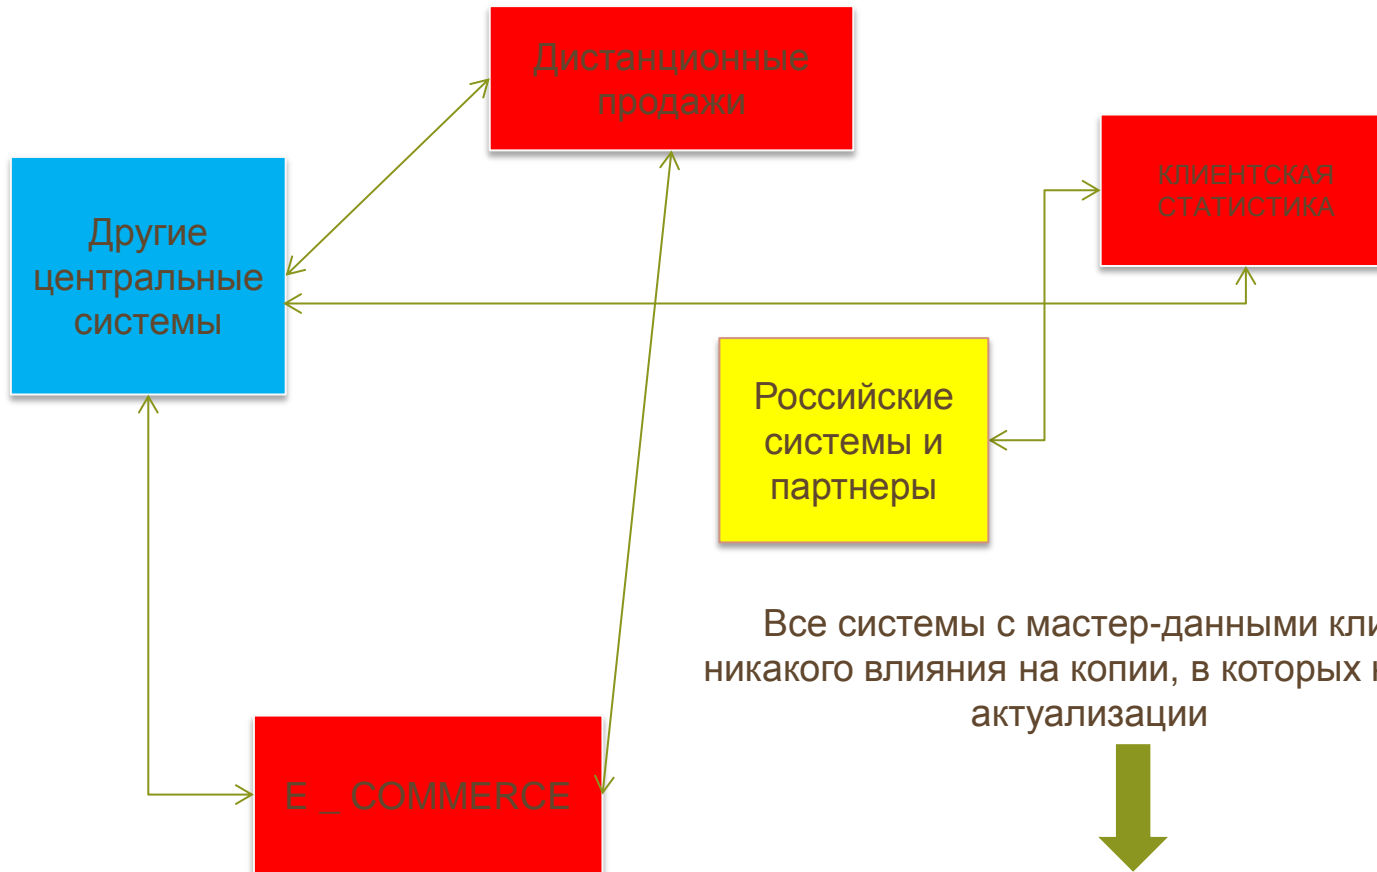 Дистанционные
продажи
КЛИЕНТСКАЯ
СТАТИСТИКА
Другие
центральные
системы
Российские
системы и
партнеры
Все системы с мастер-данными
никакого влияния на копии, в которых
актуализации
E _ COMMERCE